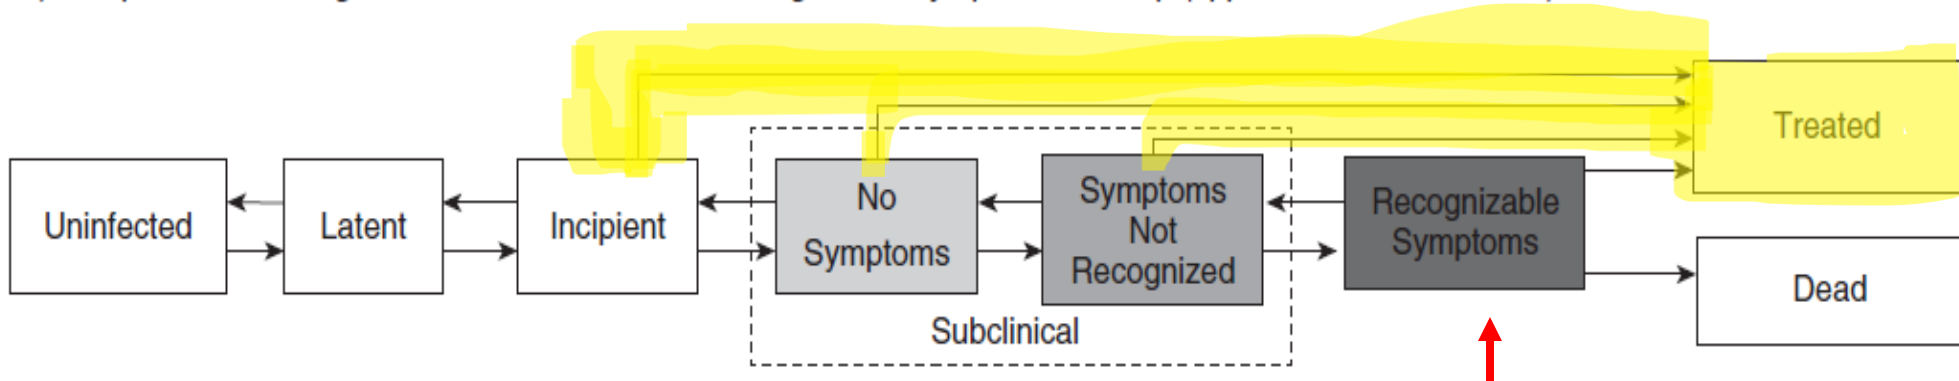 Treated
Uninfected
Latent
Incipient
No
Symptoms
Symptoms
Not
Recognized
Recognizable
Symptoms
Dead
Subclinical